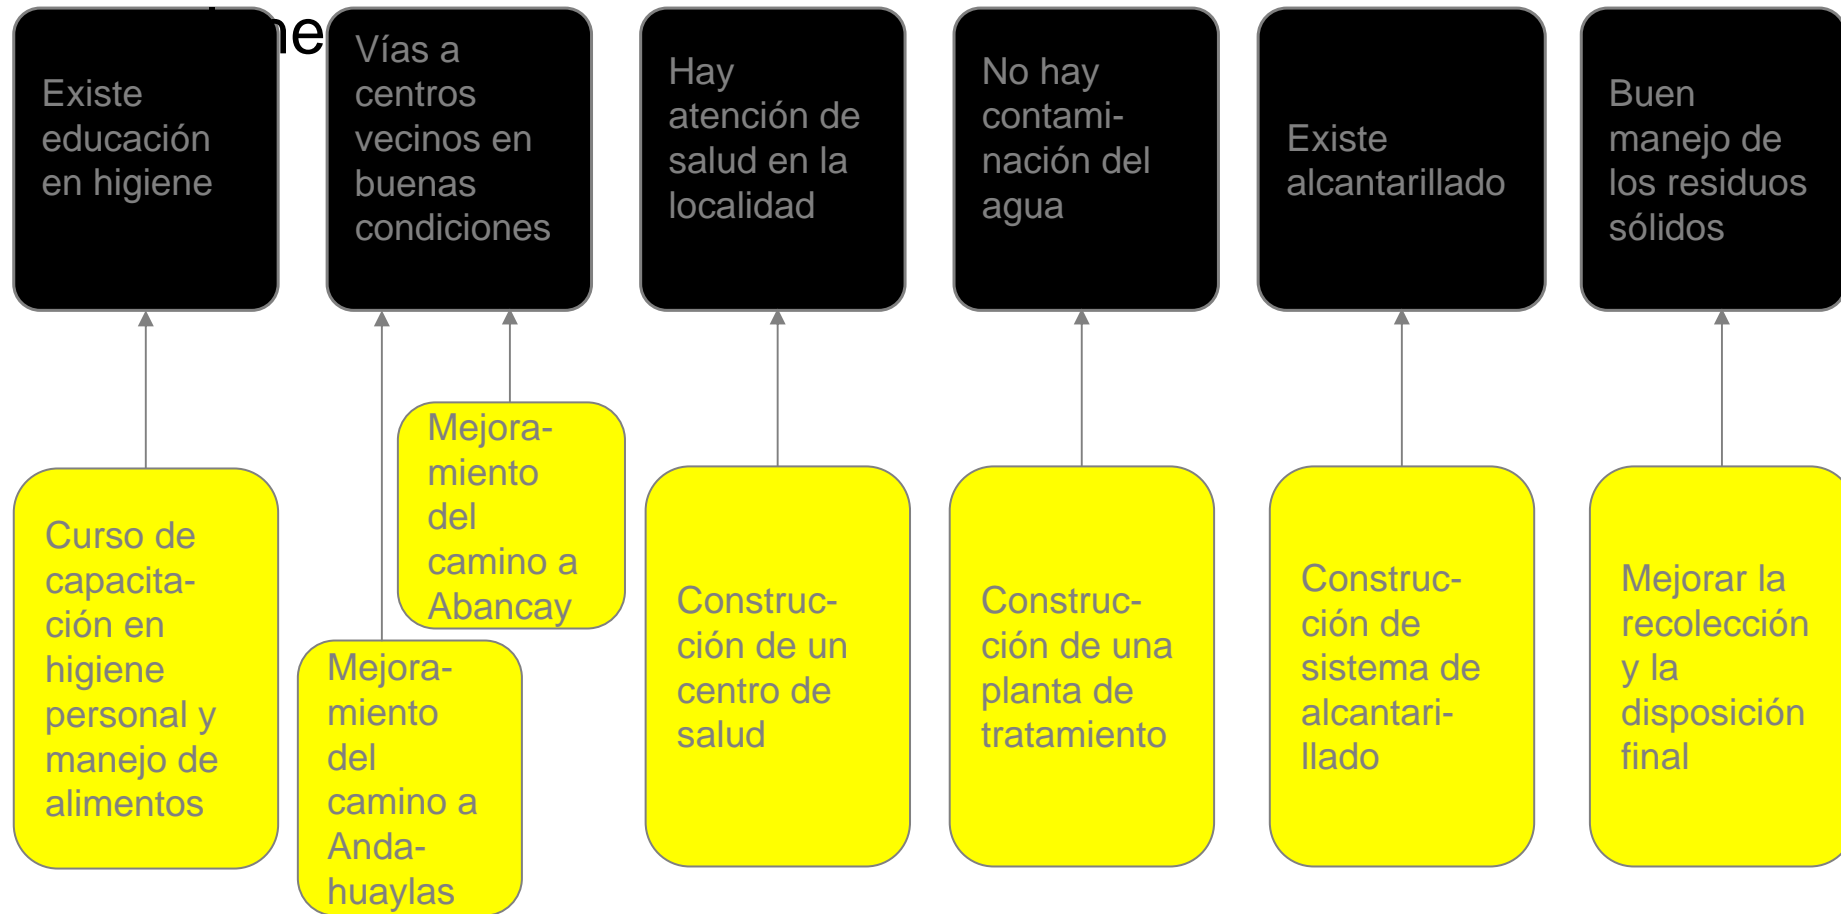 Existe
educación
en higiene
Vías a
centros
vecinos en
buenas
condiciones
Hay
atención de
salud en la
localidad
No hay
contami-
nación del
agua
Existe
alcantarillado
Buen
manejo de
los residuos
sólidos
Curso de
capacita-
ción en
higiene
personal y
manejo de
alimentos
Mejora-
miento
del
camino a
Anda-
huaylas
Mejora-
miento
del
camino a
Abancay
Construc-
ción de un
centro de
salud
Construc-
ción de una
planta de
tratamiento
Construc-
ción de
sistema de
alcantari-
llado
Mejorar la
recolección
y la
disposición
final